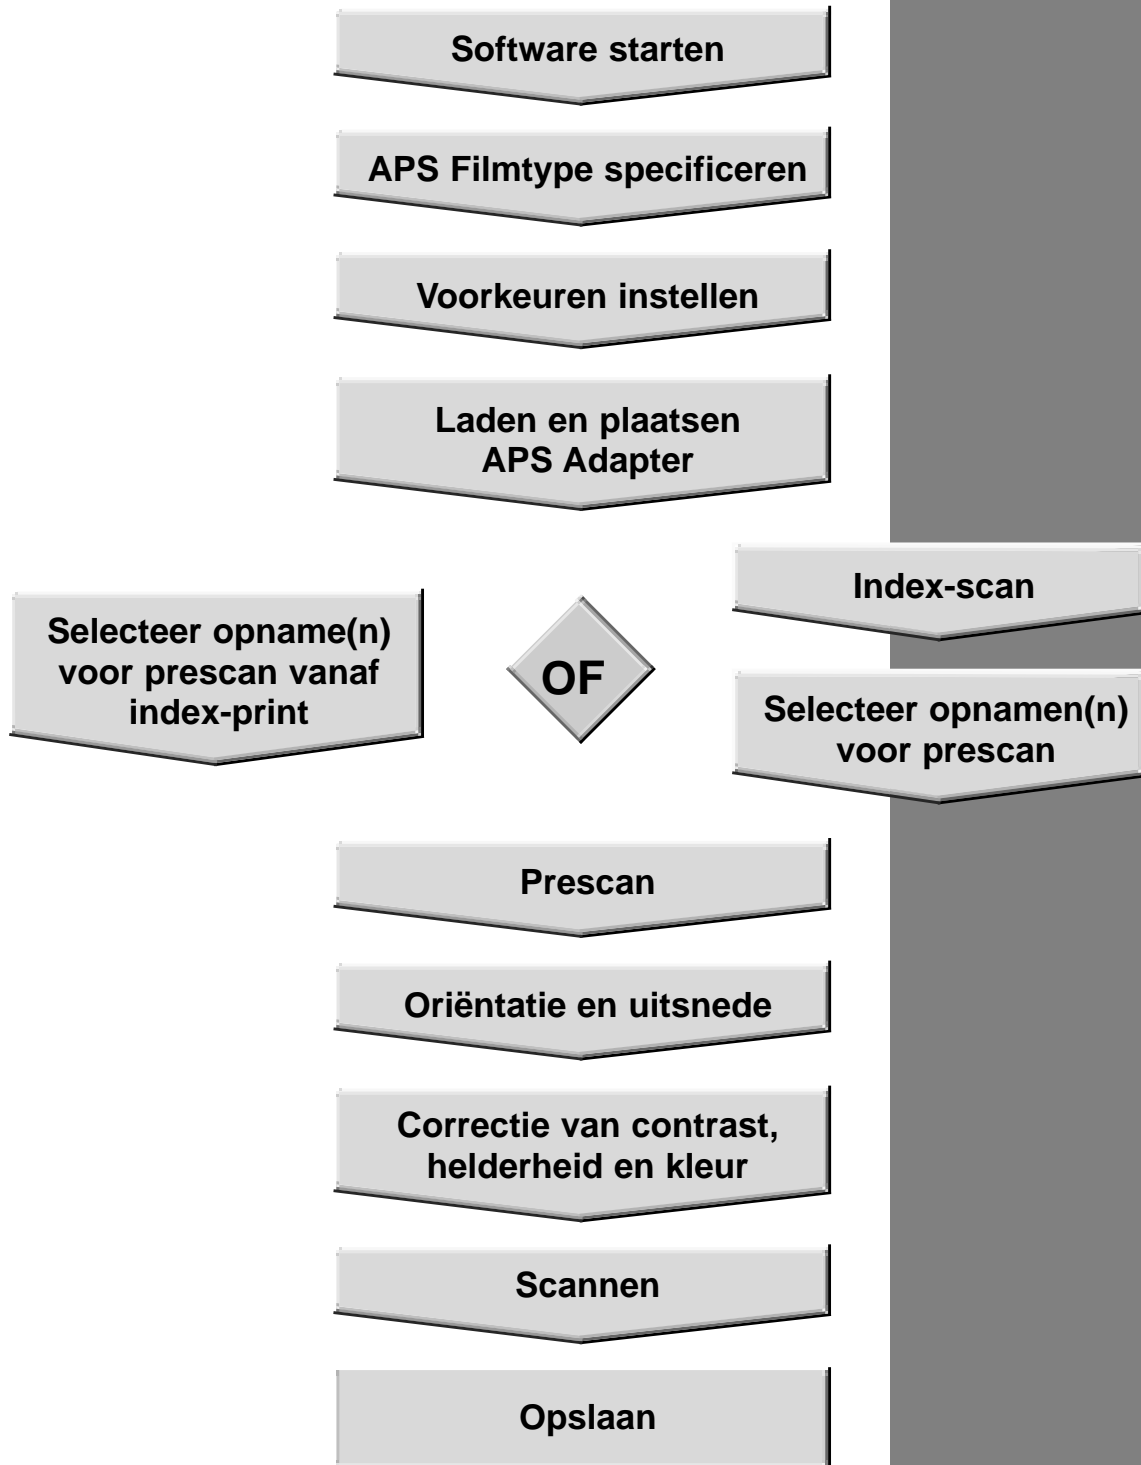 Software starten
APS Filmtype specificeren
Voorkeuren instellen
Laden en plaatsen
APS Adapter
Selecteer opname(n)
voor prescan vanaf
index-print
OF
Index-scan
Selecteer opnamen(n)
voor prescan
Prescan
Oriëntatie en uitsnede
Correctie van contrast,
helderheid en kleur
Scannen
Opslaan